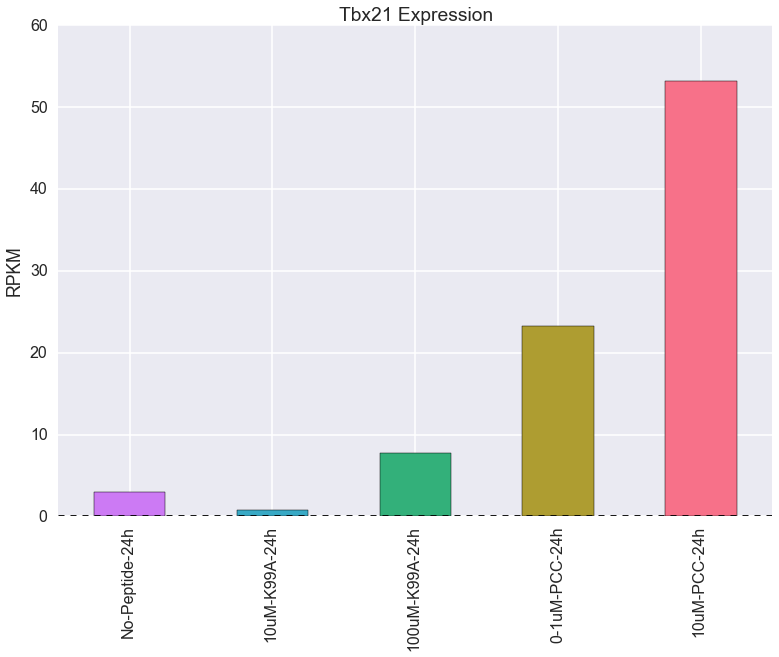 Tbx21 Expression
60
50
40
30
20
10
0
RPKM
No-Peptide-24h
10uM-K99A-24h
100uM-K99A-24h
0-1uM-PCC-24h
10uM-PCC-24h